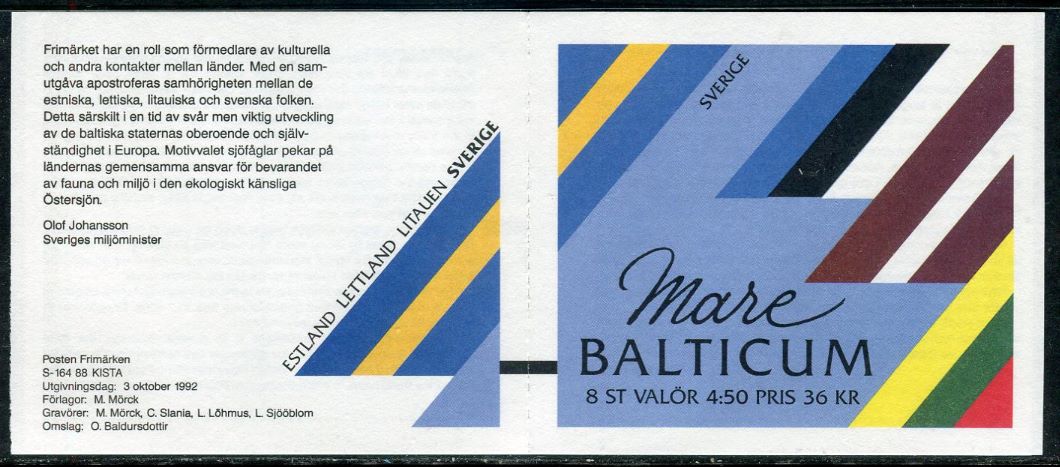 Frimärket har en roll som förmedlare av kulturella
och andra kontakter mellan länder. Med en sam-
utgåva apostroferas samhörigheten mellan de
estniska, lettiska, litauiska och svenska folken.
Detta särskilt i en tid av svår men viktig utveckling
av de baltiska staternas oberoende och själv-
ständighet i Europa. Motivvalet sjöfåglar pekar på
ländernas gemensamma ansvar för bevarandet
av fauna och miljö i den ekologiskt känsliga
Östersjön.
Olof Johansson
Sveriges miljöminister
ESTLAND LETTLAND LITAUEN SVERIGE
Posten Frimärken
S-164 88 KISTA
Utgivningsdag: 3 oktober 1992
Förlagor: M. Mörck
Gravörer: M. Mörck, C. Slania, L. Lõhmus, L. Sjööblom
Omslag: O. Baldursdottir
SVERIGE
Mare
BALTICUM
8 ST VALÖR 4:50 PRIS 36 KR